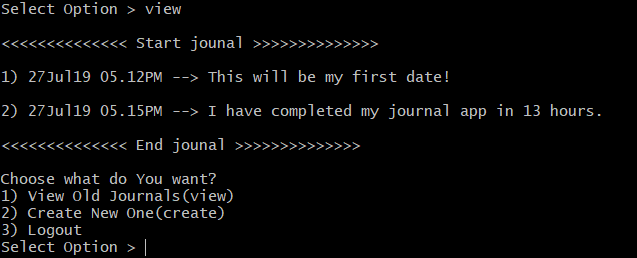 Select Option > view
<<<<<<<<<<<<<< Start jounal >>>>>>>>>>>>>>
1) 27Jul19 05.12PM --> This will be my first date!
2) 27Jul19 05.15PM --> I have completed my journal app in 13 hours.
<<<<<<<<<<<<<< End jounal >>>>>>>>>>>>>>
Choose what do You want?
1) View Old Journals(view)
2) Create New One(create)
3) Logout
Select Option >